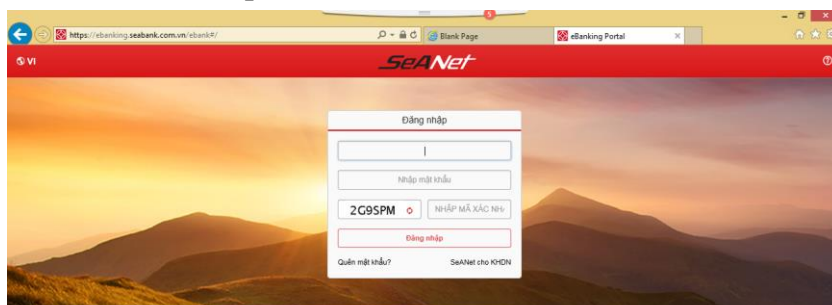 5
https://ebanking.seabank.com.vn/ebank#/
Blank Page
eBanking Portal
VI
SeANet
Đăng nhập
Nhập mật khẩu
2G9SPM
NHẬP MÃ XÁC NH
Đăng nhập
Quên mật khẩu?
SeANet cho KHDN